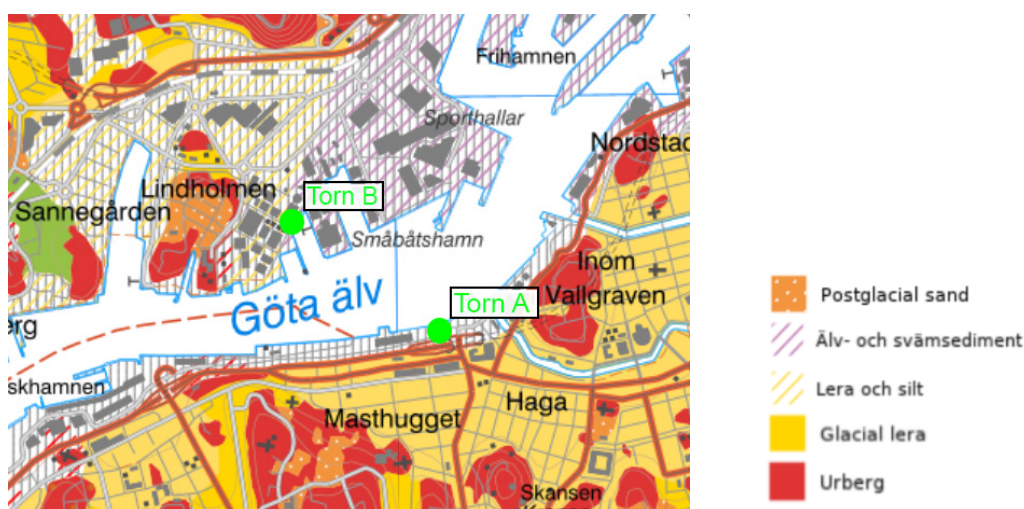 Frihamnen
Sporthallar
Nordstad
Lindholmen
Torn B
Sannegården
Småbåtshamn
Inom
Vallgraven
Göta älv
Torn A
erg
skhamnen
Masthugget
Haga
Skansen
Postglacial sand
Älv- och svämsediment
Lera och silt
Glacial lera
Urberg